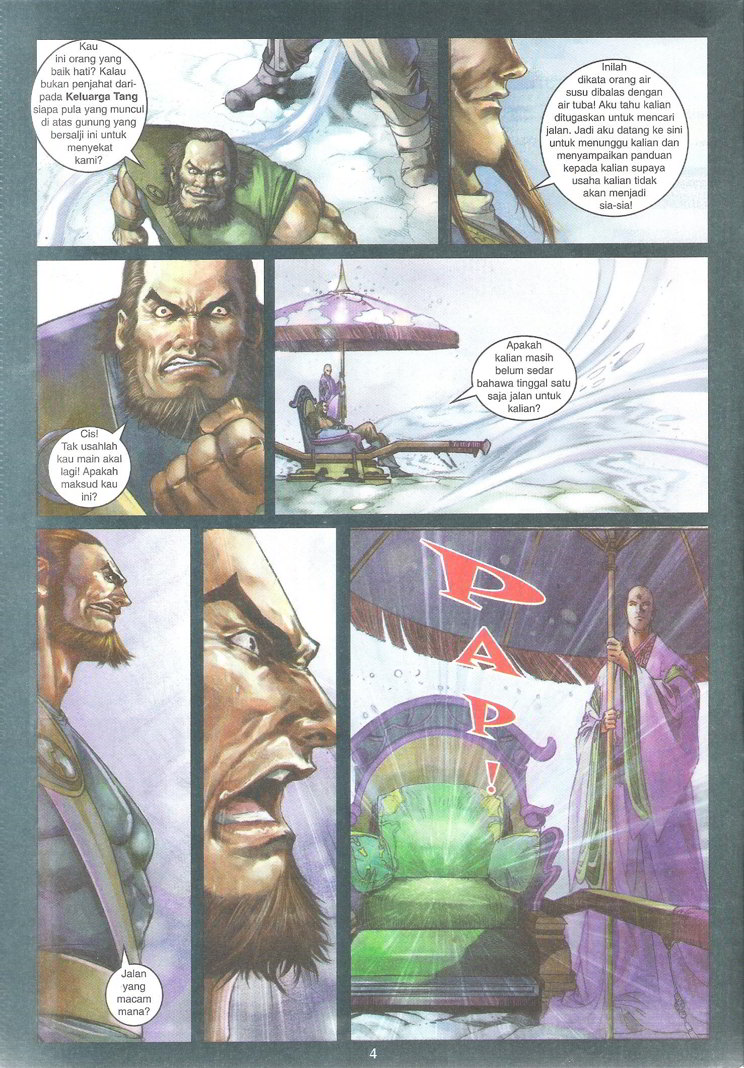 Kau
ini orang yang
baik hati? Kalau
bukan penjahat dari-
pada Keluarga Tang
siapa pula yang muncul
di atas gunung yang
bersalji ini untuk
menyekat
kami?
Inilah
dikata orang air
susu dibalas dengan
air tuba! Aku tahu kalian
ditugaskan untuk mencari
jalan. Jadi aku datang ke sini
untuk menunggu kalian dan
menyampaikan panduan
kepada kalian supaya
usaha kalian tidak
akan menjadi
sia-sia!
Cis!
Tak usahlah
kau main akal
lagi! Apakah
maksud kau
ini?
Apakah
kalian masih
belum sedar
bahawa tinggal satu
saja jalan untuk
kalian?
Jalan
yang
macam
mana?
PAP!
4